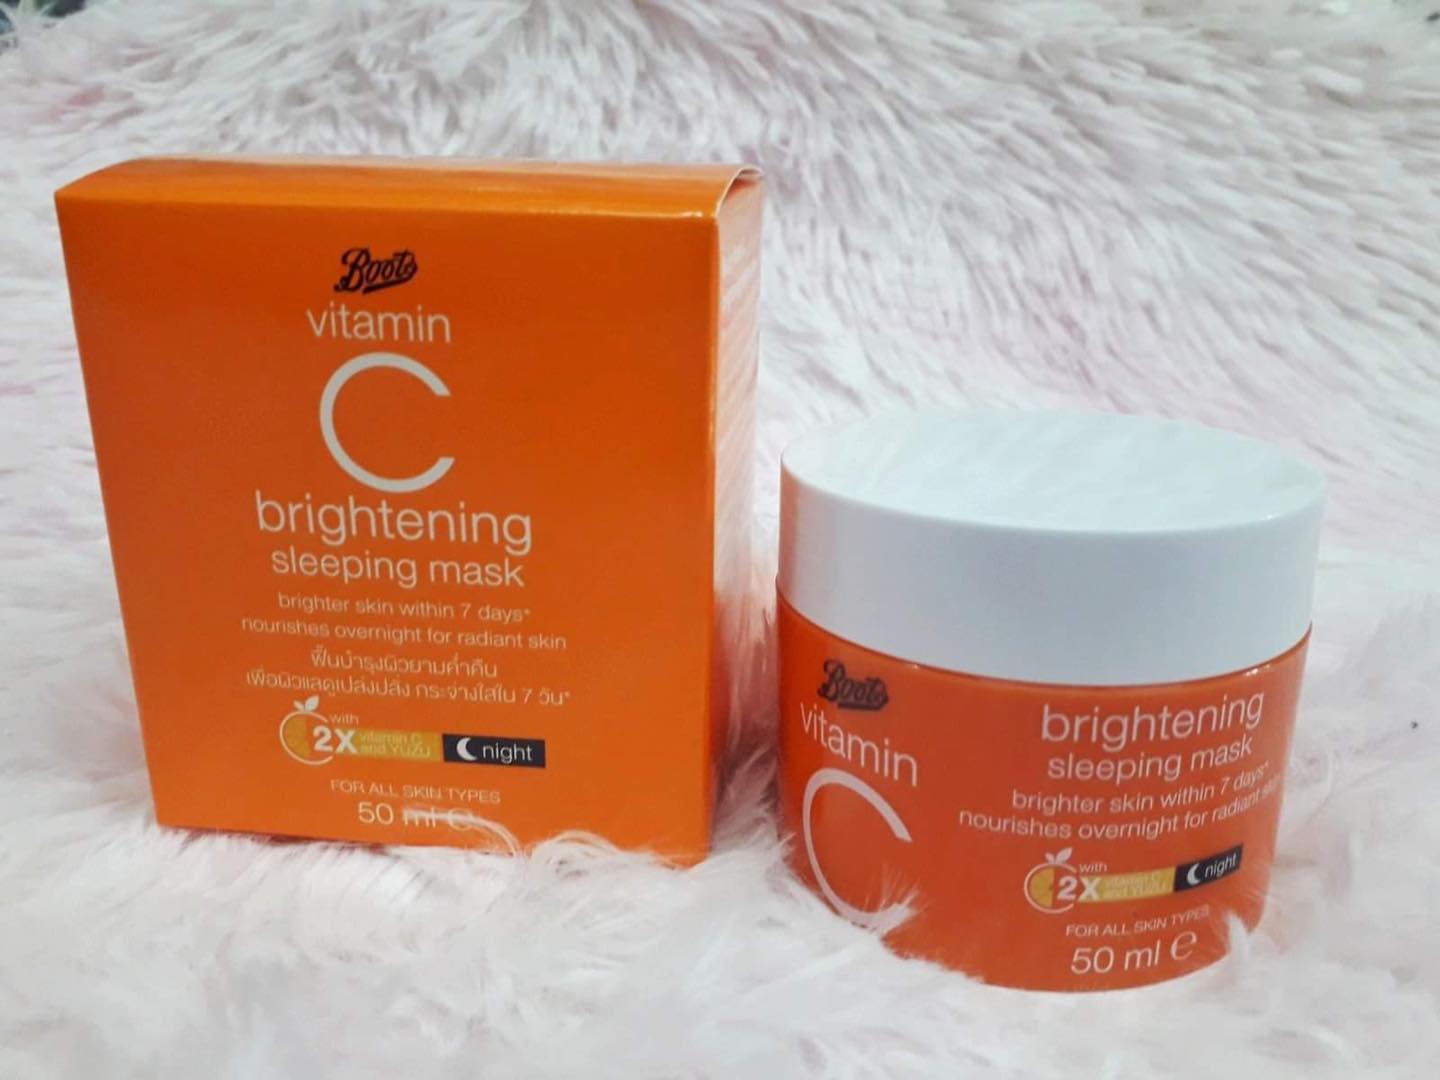 Boots
vitamin
C
brightening
sleeping mask
brighter skin within 7 days*
nourishes overnight for radiant skin
ฟื้นบำรุงผิวยามค่ำคืน
เพื่อผิวแลดูเปล่งปลั่ง กระจ่างใสใน 7 วัน*
with
2X vitamin C
and YUZU
night
FOR ALL SKIN TYPES
50 ml e
Boots
vitamin
C
brightening
sleeping mask
brighter skin within 7 days*
nourishes overnight for radiant skin
with
2X vitamin C
and YUZU
night
FOR ALL SKIN TYPES
50 ml e